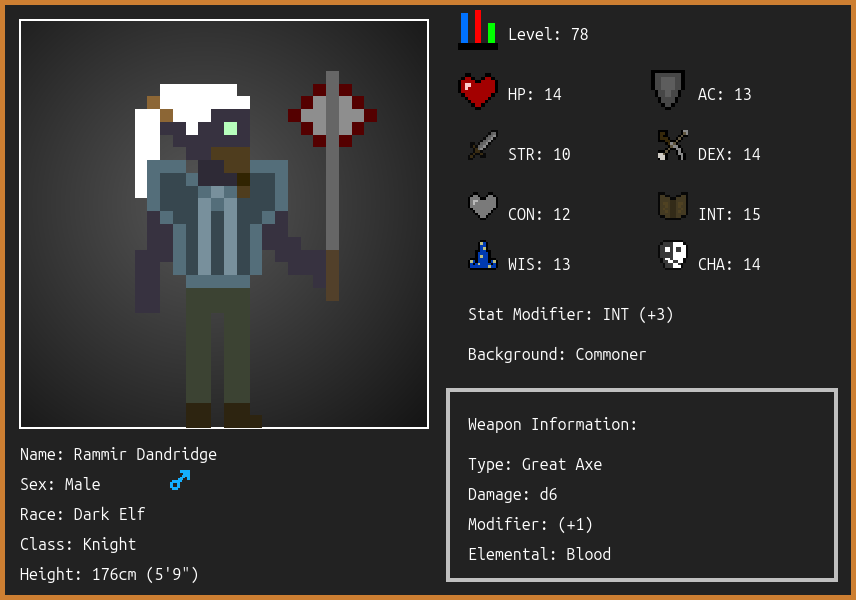 Level: 78
HP: 14
AC: 13
STR: 10
DEX: 14
CON: 12
INT: 15
WIS: 13
CHA: 14
Stat Modifier: INT (+3)
Background: Commoner
Weapon Information:
Type: Great Axe
Damage: d6
Modifier: (+1)
Elemental: Blood
Name: Rammir Dandridge
Sex: Male
Race: Dark Elf
Class: Knight
Height: 176cm (5'9")